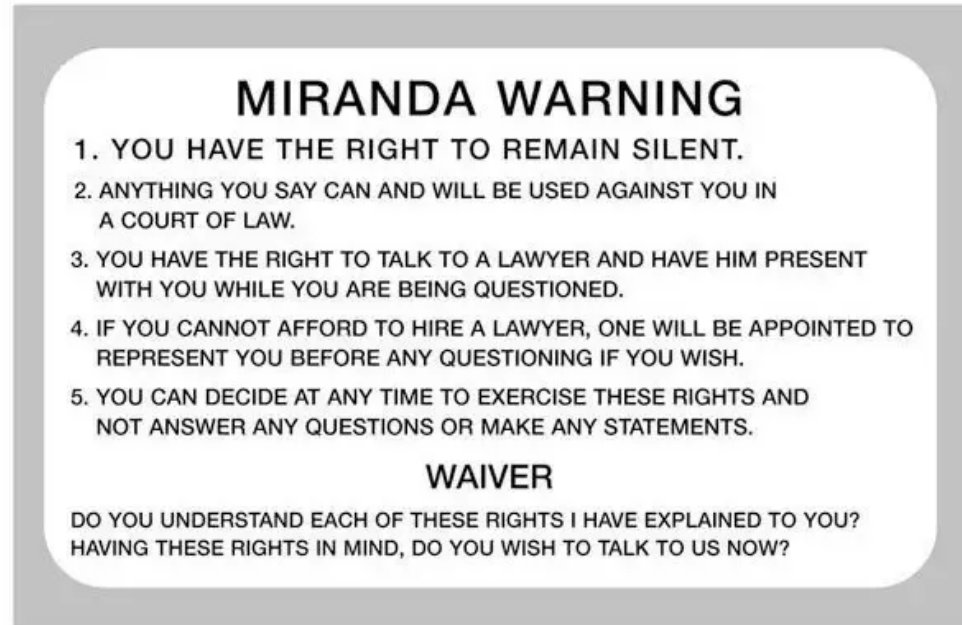 MIRANDA WARNING
1. YOU HAVE THE RIGHT TO REMAIN SILENT.
2. ANYTHING YOU SAY CAN AND WILL BE USED AGAINST YOU IN
A COURT OF LAW.
3. YOU HAVE THE RIGHT TO TALK TO A LAWYER AND HAVE HIM PRESENT
WITH YOU WHILE YOU ARE BEING QUESTIONED.
4. IF YOU CANNOT AFFORD TO HIRE A LAWYER, ONE WILL BE APPOINTED TO
REPRESENT YOU BEFORE ANY QUESTIONING IF YOU WISH.
5. YOU CAN DECIDE AT ANY TIME TO EXERCISE THESE RIGHTS AND
NOT ANSWER ANY QUESTIONS OR MAKE ANY STATEMENTS.
WAIVER
DO YOU UNDERSTAND EACH OF THESE RIGHTS I HAVE EXPLAINED TO YOU?
HAVING THESE RIGHTS IN MIND, DO YOU WISH TO TALK TO US NOW?